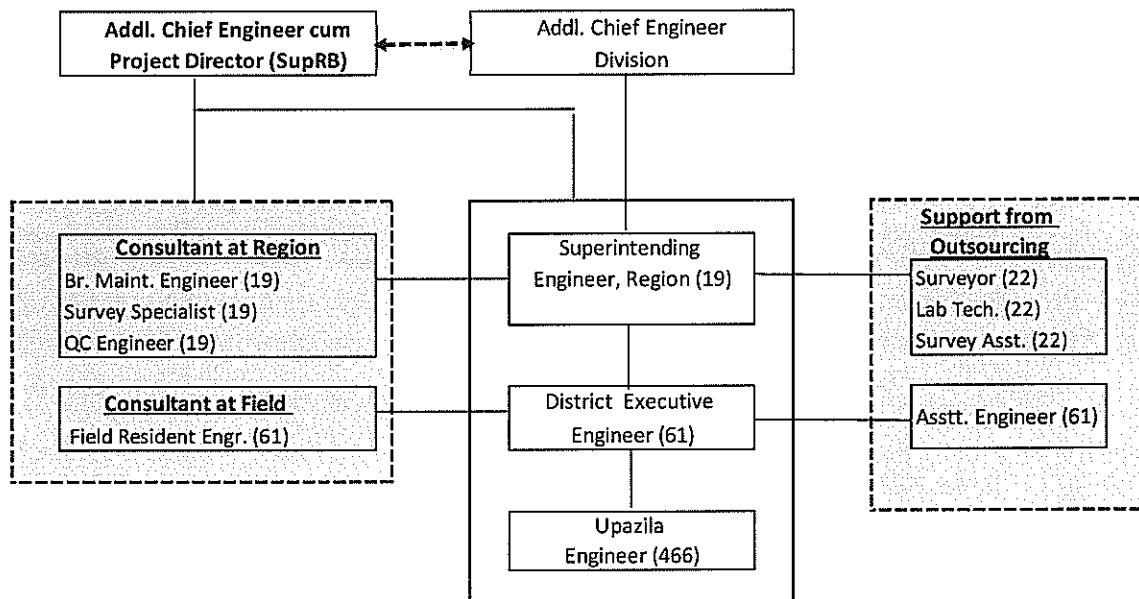 Addl. Chief Engineer cum
Project Director (SupRB)
Addl. Chief Engineer
Division
Consultant at Region
Br. Maint. Engineer (19)
Survey Specialist (19)
QC Engineer (19)
Consultant at Field
Field Resident Engr. (61)
Superintending
Engineer, Region (19)
District Executive
Engineer (61)
Upazila
Engineer (466)
Support from
Outsourcing
Surveyor (22)
Lab Tech. (22)
Survey Asst. (22)
Asstt. Engineer (61)